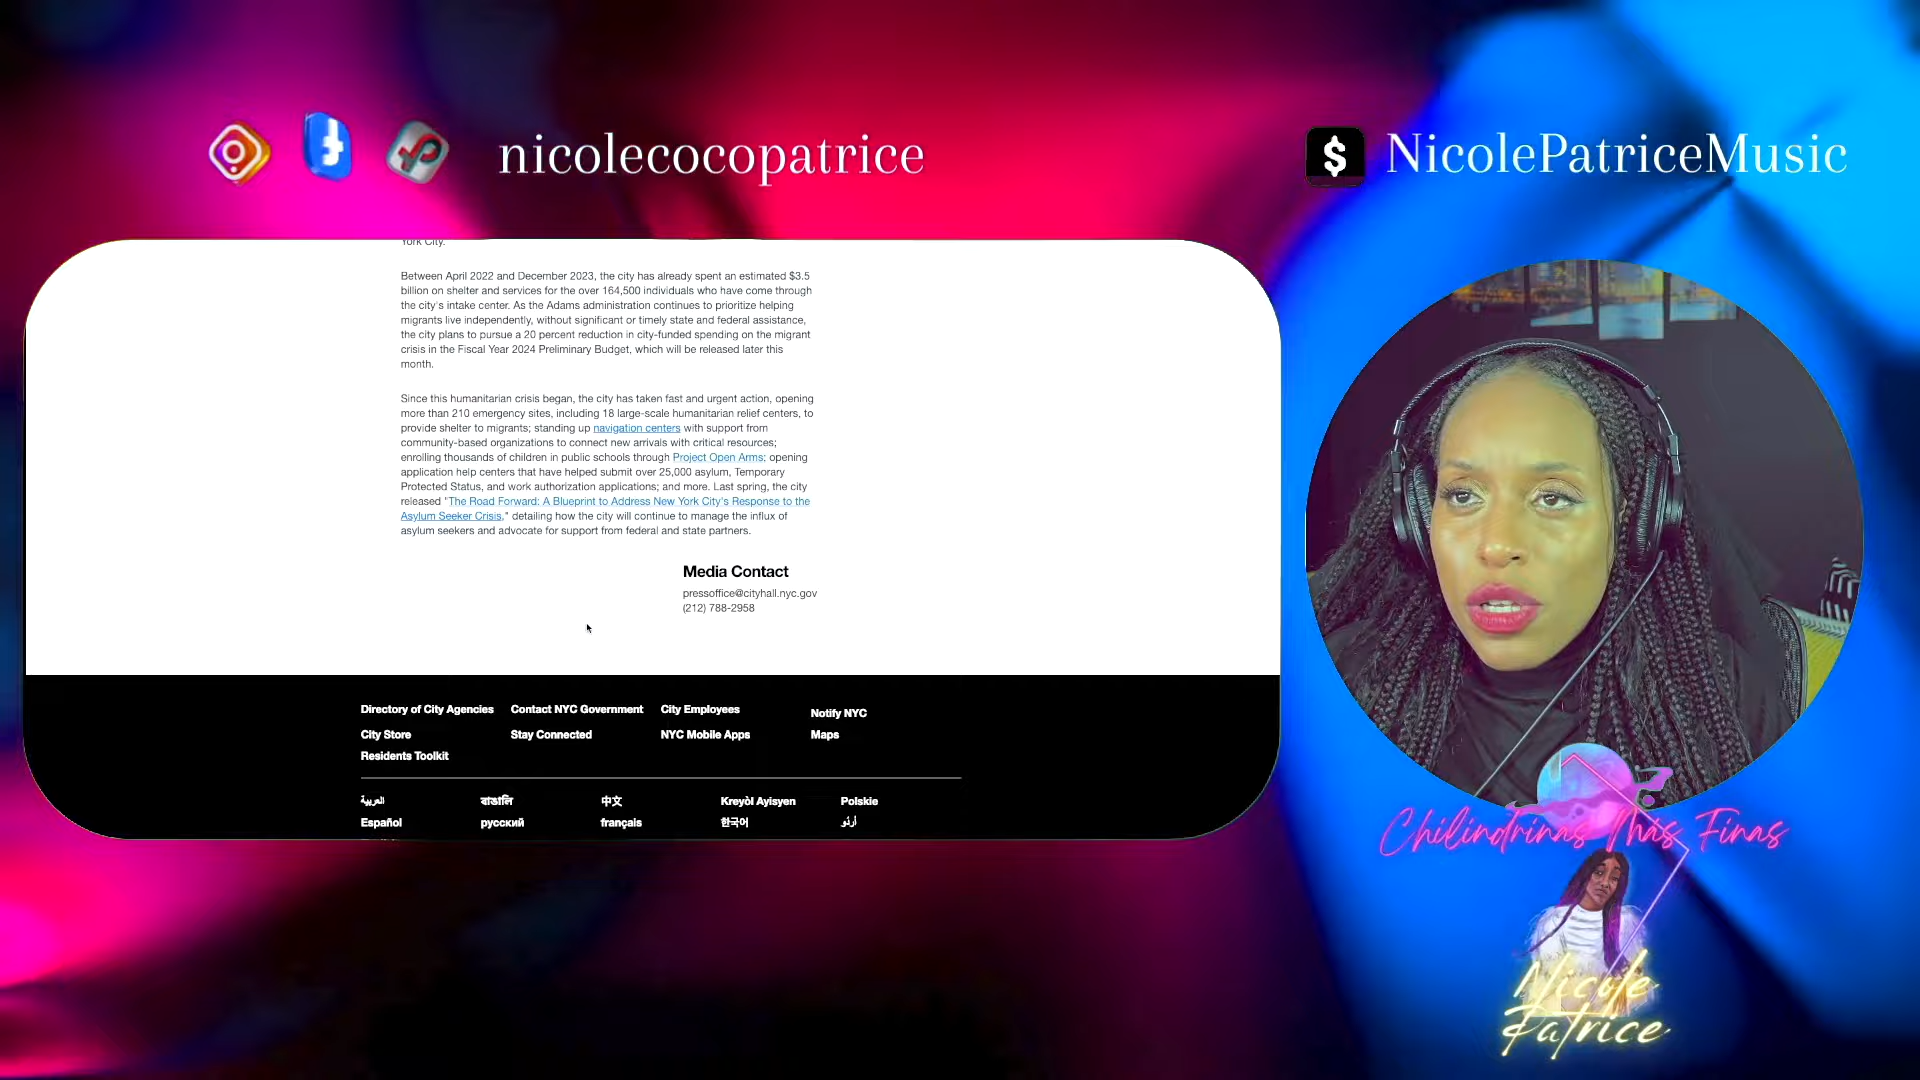 nicolecocopatrice
NicolePatriceMusic
York City.
Between April 2022 and December 2023, the city has already spent an estimated $3.5
billion on shelter and services for the over 164,500 individuals who have come through
the city's intake center. As the Adams administration continues to prioritize helping
migrants live independently, without significant or timely state and federal assistance,
the city plans to pursue a 20 percent reduction in city-funded spending on the migrant
crisis in the Fiscal Year 2024 Preliminary Budget, which will be released later this
month.
Since this humanitarian crisis began, the city has taken fast and urgent action, opening
more than 210 emergency sites, including 18 large-scale humanitarian relief centers, to
provide shelter to migrants; standing up navigation centers with support from
community-based organizations to connect new arrivals with critical resources;
enrolling thousands of children in public schools through Project Open Arms; opening
application help centers that have helped submit over 25,000 asylum, Temporary
Protected Status, and work authorization applications; and more. Last spring, the city
released "The Road Forward: A Blueprint to Address New York City's Response to the
Asylum Seeker Crisis," detailing how the city will continue to manage the influx of
asylum seekers and advocate for support from federal and state partners.
Media Contact
pressoffice@cityhall.nyc.gov
(212) 788-2958
Directory of City Agencies Contact NYC Government City Employees Notify NYC
City Store Stay Connected NYC Mobile Apps Maps
Residents Toolkit
العربية বাঙালি 中文 Kreyòl Ayisyen Polskie
Español русский français 한국어 اُردُو
Chilindrinas Más Finas
Nicole
Patrice